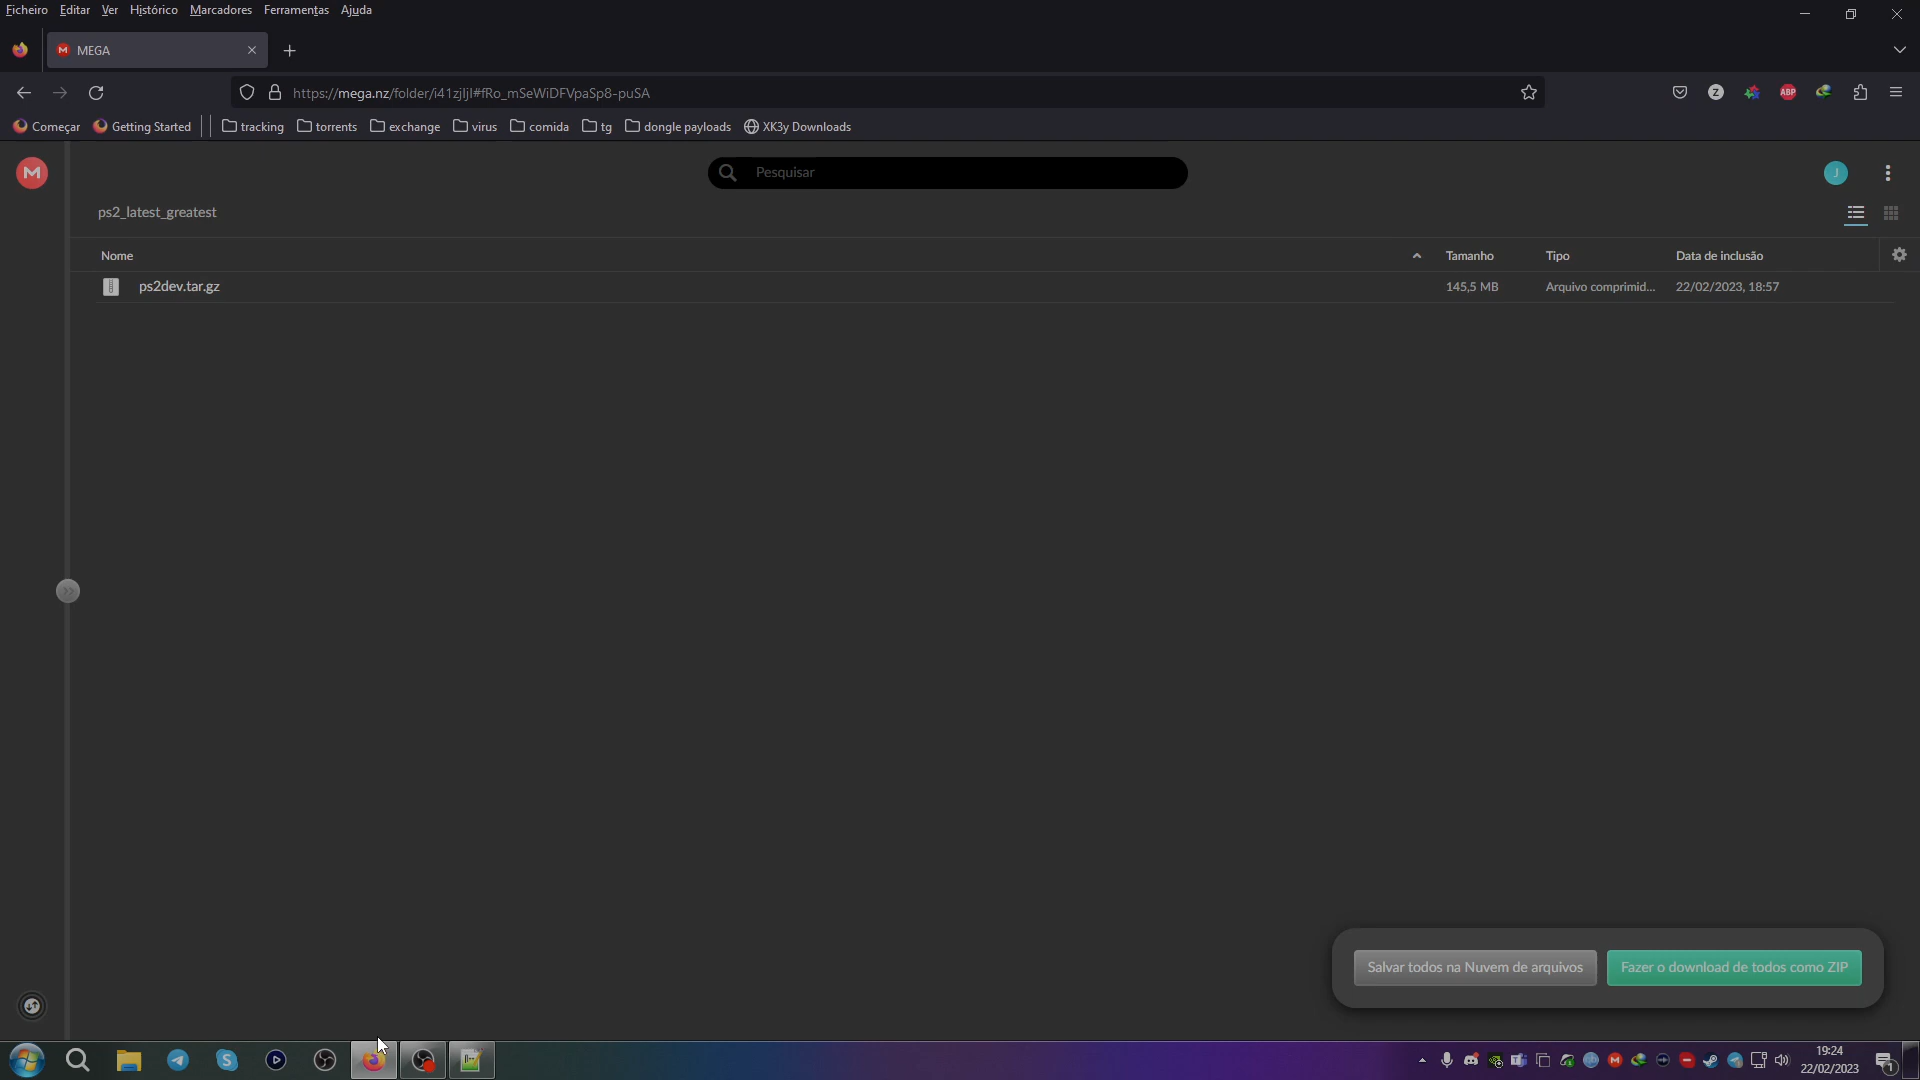 Ficheiro Editar Ver Histórico Marcadores Ferramentas Ajuda
MEGA
https://mega.nz/folder/i41zjljI#fRo_mSeWiDFVpaSp8-puSA
Começar Getting Started tracking torrents exchange virus comida tg dongle payloads XK3y Downloads
Pesquisar
J
ps2_latest_greatest
Nome Tamanho Tipo Data de inclusão
ps2dev.tar.gz 145,5 MB Arquivo comprimid... 22/02/2023, 18:57
Salvar todos na Nuvem de arquivos Fazer o download de todos como ZIP
19:24
22/02/2023